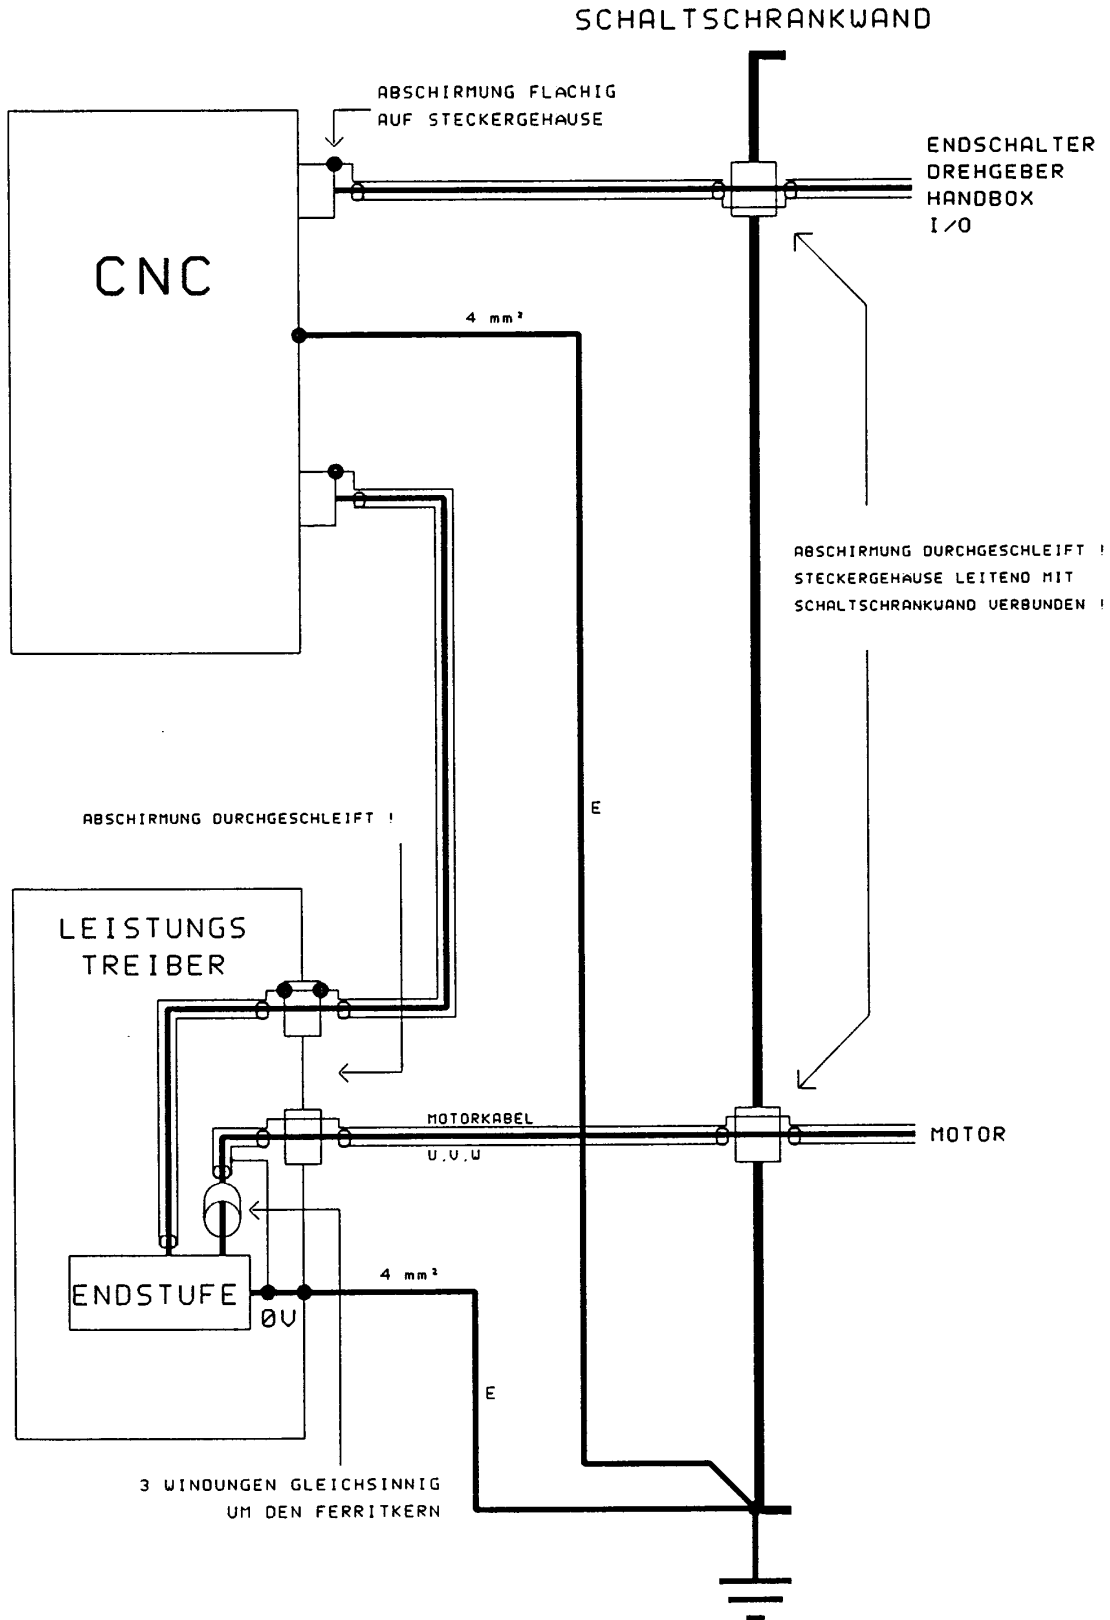 SCHALTSCHRANKWAND
ABSCHIRMUNG FLACHIG
AUF STECKERGEHAUSE
ENDSCHALTER
DREHGEBER
HANDBOX
I/O
CNC
4 mm²
ABSCHIRMUNG DURCHGESCHLEIFT !
STECKERGEHAUSE LEITEND MIT
SCHALTSCHRANKWAND VERBUNDEN !
E
ABSCHIRMUNG DURCHGESCHLEIFT !
LEISTUNGS
TREIBER
MOTORKABEL
U,V,W
MOTOR
4 mm²
ENDSTUFE
0V
E
3 WINDUNGEN GLEICHSINNIG
UM DEN FERRITKERN